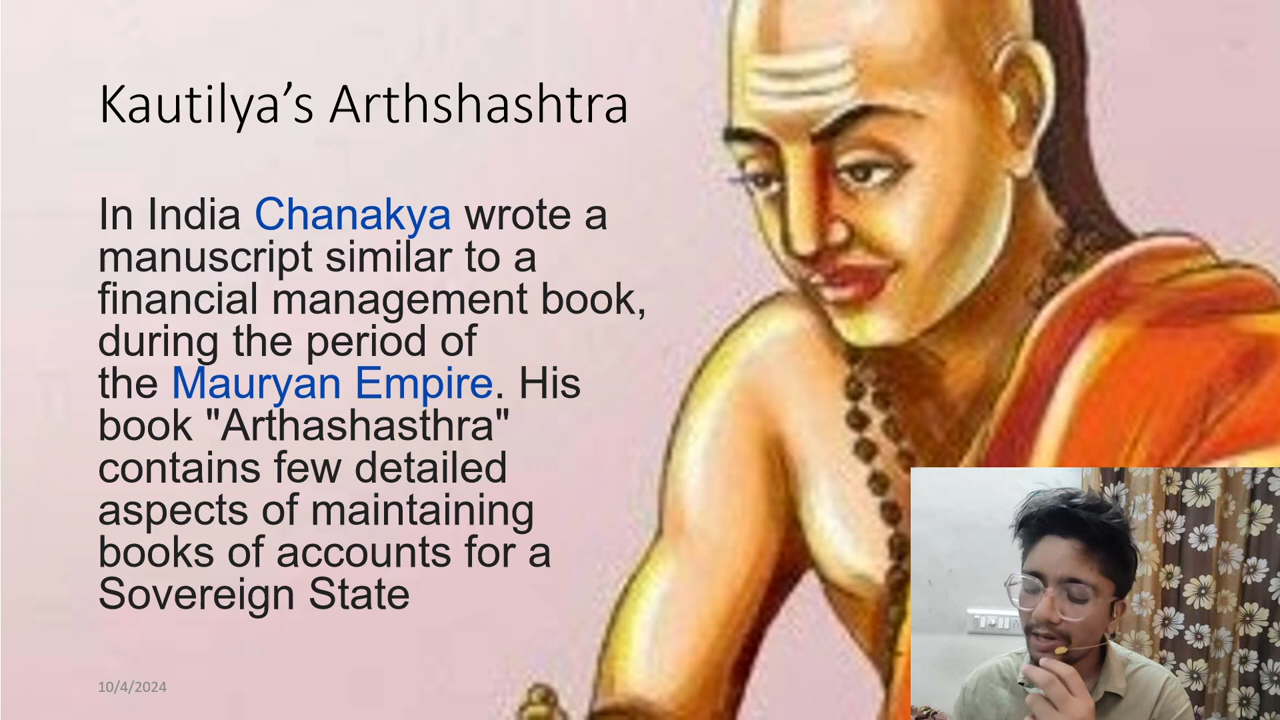 Kautilya’s Arthshashtra
In India Chanakya wrote a
manuscript similar to a
financial management book,
during the period of
the Mauryan Empire. His
book "Arthashasthra"
contains few detailed
aspects of maintaining
books of accounts for a
Sovereign State
10/4/2024